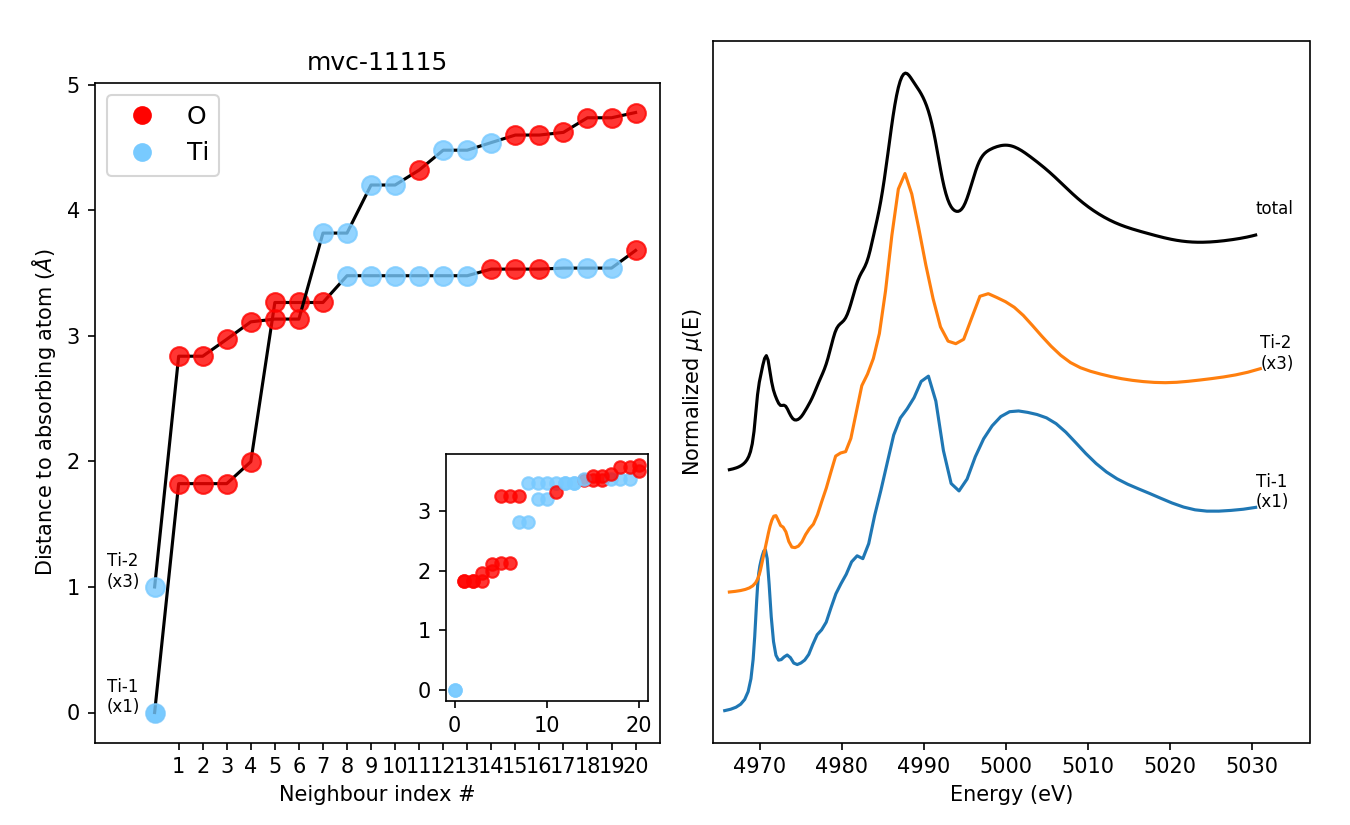 mvc-11115
O
Ti
5
4
3
2
1
0
Distance to absorbing atom (Å)
Ti-2
(x3)
Ti-1
(x1)
3
2
1
0
0 10 20
1 2 3 4 5 6 7 8 9 10 11 12 13 14 15 16 17 18 19 20
Neighbour index #
Normalized μ(E)
total
Ti-2
(x3)
Ti-1
(x1)
4970 4980 4990 5000 5010 5020 5030
Energy (eV)